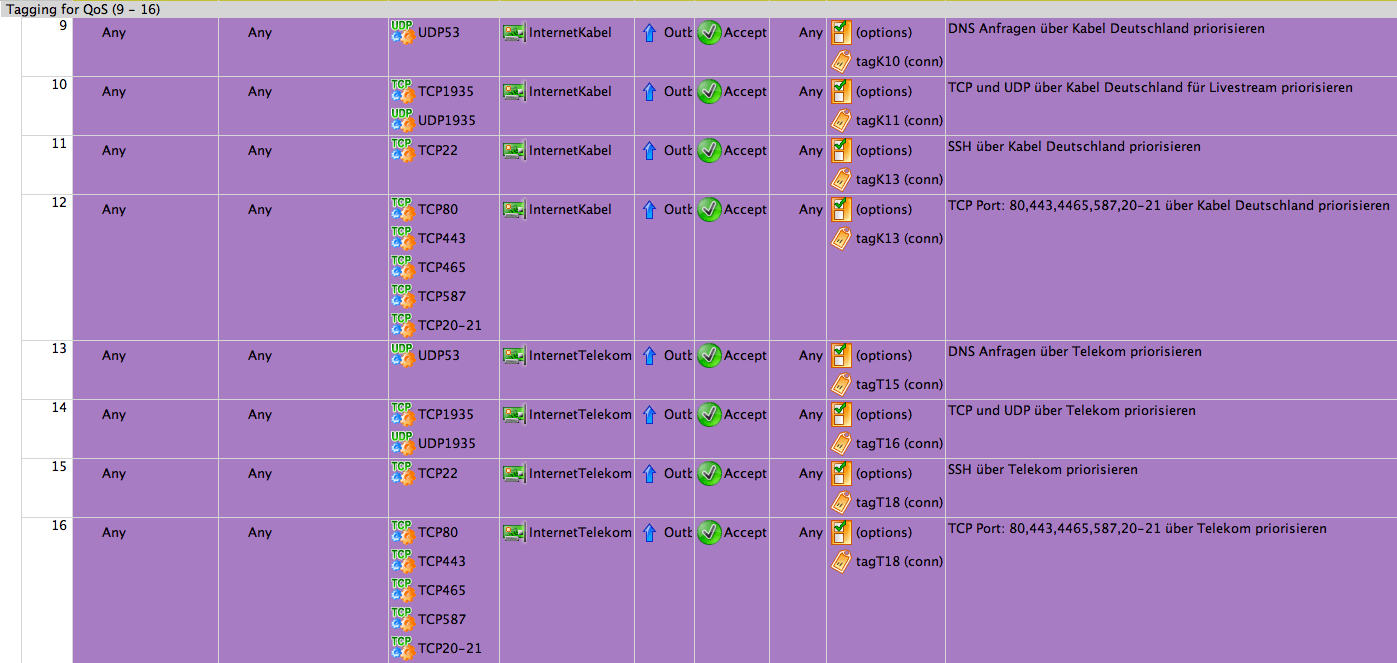 Tagging for QoS (9 - 16)
9 Any Any UDP UDP53 InternetKabel Outb Accept Any (options) DNS Anfragen über Kabel Deutschland priorisieren
tagK10 (conn)
10 Any Any TCP TCP1935 InternetKabel Outb Accept Any (options) TCP und UDP über Kabel Deutschland für Livestream priorisieren
UDP UDP1935 tagK11 (conn)
11 Any Any TCP TCP22 InternetKabel Outb Accept Any (options) SSH über Kabel Deutschland priorisieren
tagK13 (conn)
12 Any Any TCP TCP80 InternetKabel Outb Accept Any (options) TCP Port: 80,443,4465,587,20-21 über Kabel Deutschland priorisieren
TCP TCP443 tagK13 (conn)
TCP TCP465
TCP TCP587
TCP TCP20-21
13 Any Any UDP UDP53 InternetTelekom Outb Accept Any (options) DNS Anfragen über Telekom priorisieren
tagT15 (conn)
14 Any Any TCP TCP1935 InternetTelekom Outb Accept Any (options) TCP und UDP über Telekom priorisieren
UDP UDP1935 tagT16 (conn)
15 Any Any TCP TCP22 InternetTelekom Outb Accept Any (options) SSH über Telekom priorisieren
tagT18 (conn)
16 Any Any TCP TCP80 InternetTelekom Outb Accept Any (options) TCP Port: 80,443,4465,587,20-21 über Telekom priorisieren
TCP TCP443 tagT18 (conn)
TCP TCP465
TCP TCP587
TCP TCP20-21